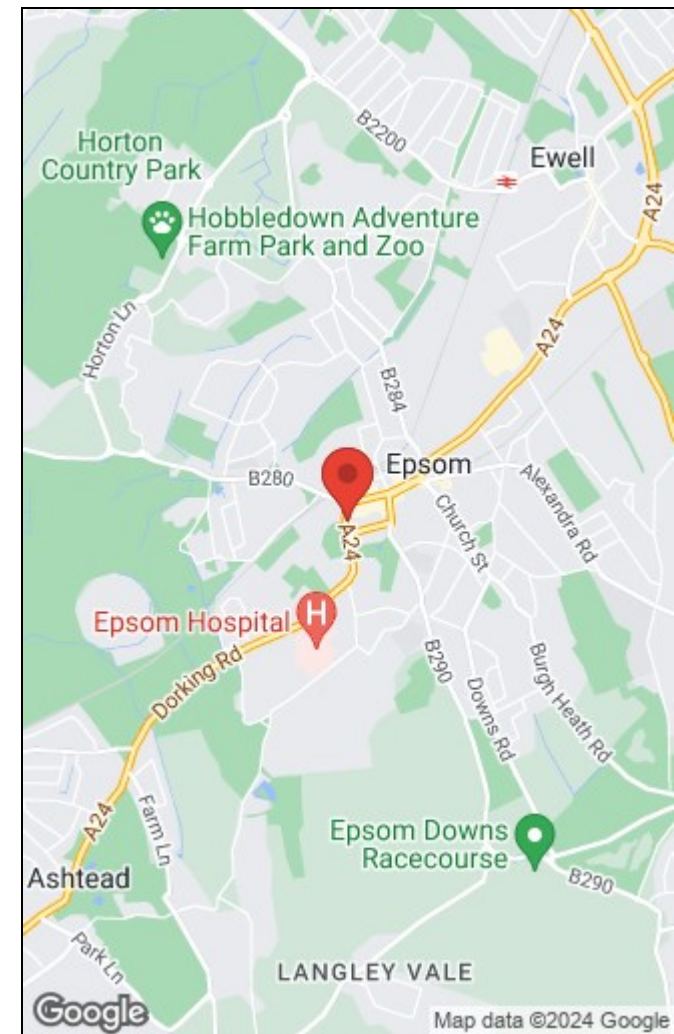 B2200
Horton
Country Park
Ewell
A24
Hobbledown Adventure
Farm Park and Zoo
Horton Ln
A24
B284
Epsom
B280
Alexandra Rd
Church St
A24
Epsom Hospital
H
B290
Burgh Heath Rd
Dorking Rd
Downs Rd
A24
Farm Ln
Epsom Downs
Racecourse
B290
Ashtead
Park Ln
LANGLEY VALE
Google
Map data ©2024 Google